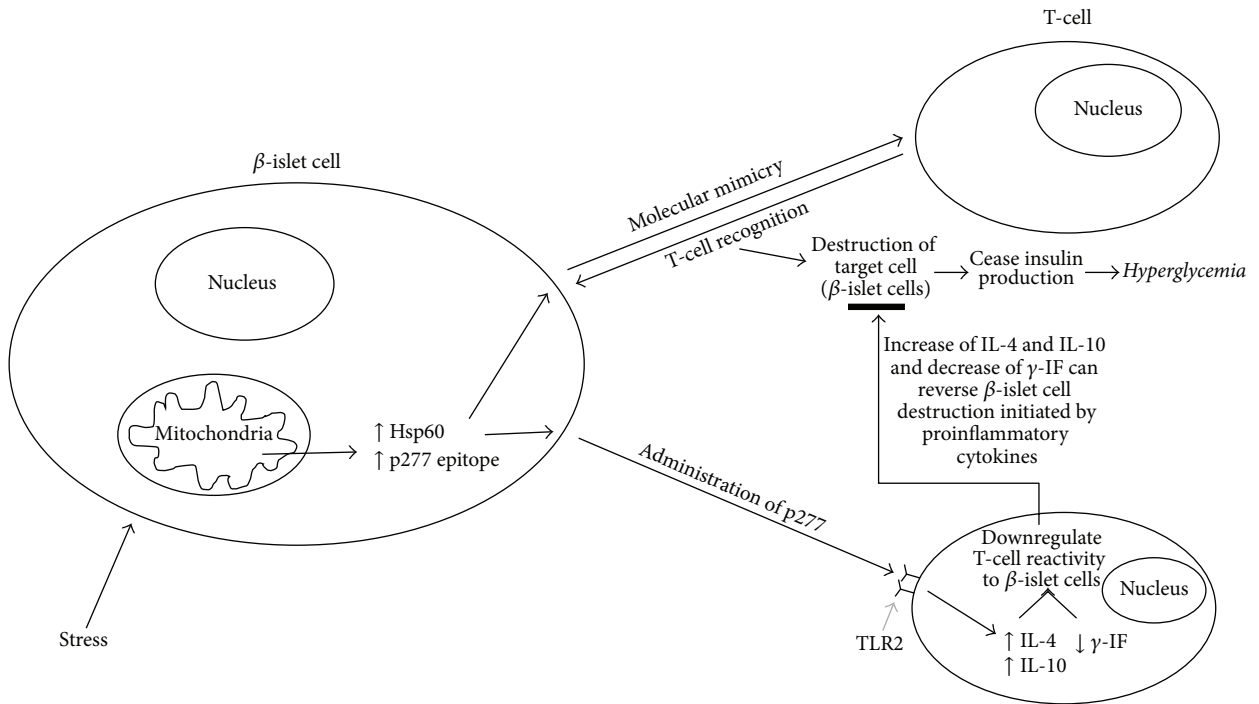 T-cell
Nucleus
β-islet cell
Nucleus
Mitochondria
↑ Hsp60
↑ p277 epitope
Stress
Molecular mimicry
T-cell recognition
Destruction of
target cell
(β-islet cells)
Cease insulin
production
Hyperglycemia
Increase of IL-4 and IL-10
and decrease of γ-IF can
reverse β-islet cell
destruction initiated by
proinflammatory
cytokines
Administration of p277
TLR2
Downregulate
T-cell reactivity
to β-islet cells
Nucleus
↑ IL-4 ↓ γ-IF
↑ IL-10